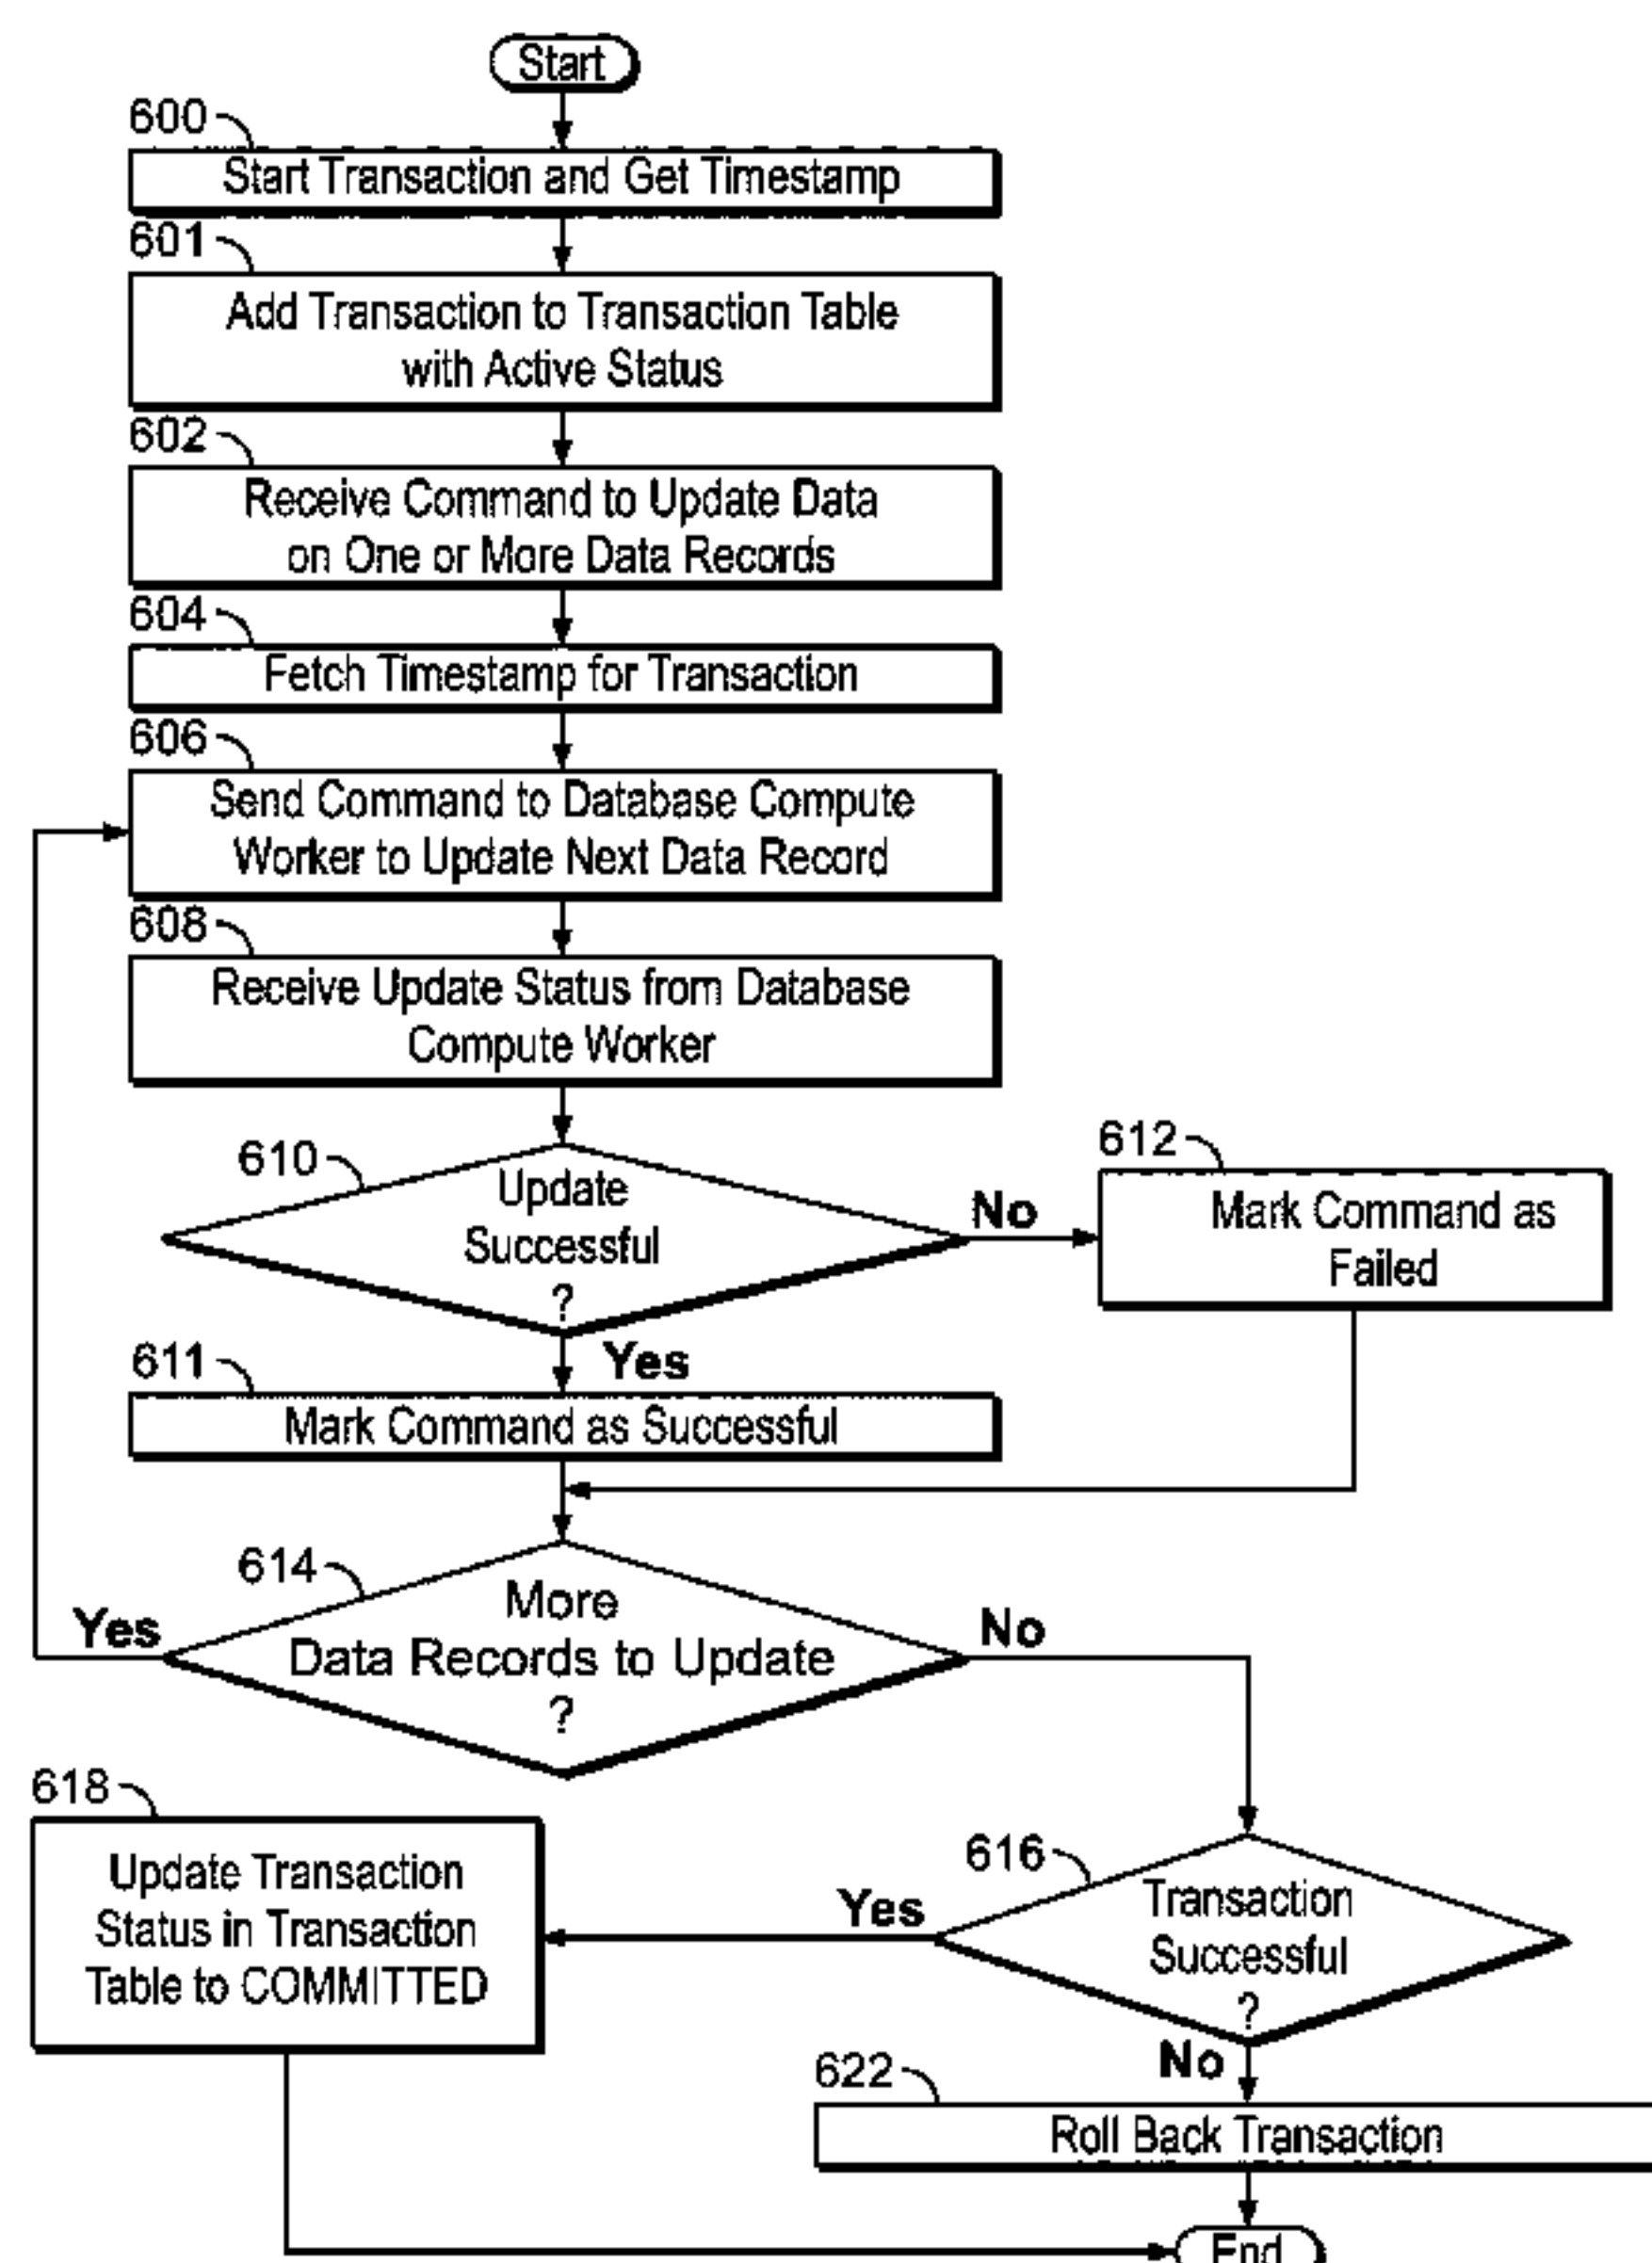 Start
600
Start Transaction and Get Timestamp
601
Add Transaction to Transaction Table
with Active Status
602
Receive Command to Update Data
on One or More Data Records
604
Fetch Timestamp for Transaction
606
Send Command to Database Compute
Worker to Update Next Data Record
608
Receive Update Status from Database
Compute Worker
610
Update
Successful
?
No
612
Mark Command as
Failed
Yes
611
Mark Command as Successful
614
More
Data Records to Update
?
Yes
No
616
Transaction
Successful
?
Yes
618
Update Transaction
Status in Transaction
Table to COMMITTED
No
622
Roll Back Transaction
End